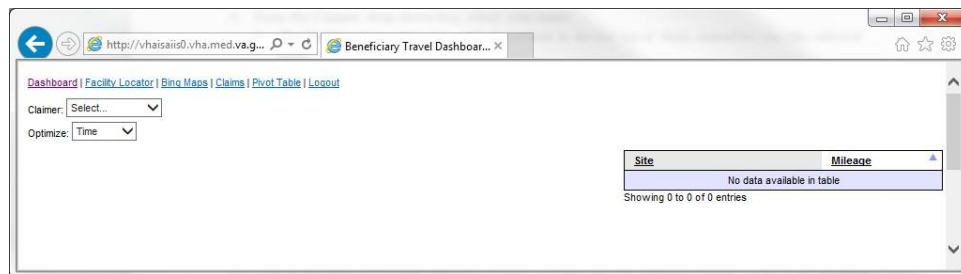 http://vhaisaiis0.vha.med.va.g...
Beneficiary Travel Dashboar...
Dashboard | Facility Locator | Bing Maps | Claims | Pivot Table | Logout
Claimer: Select...
Optimize: Time
Site Mileage
No data available in table
Showing 0 to 0 of 0 entries